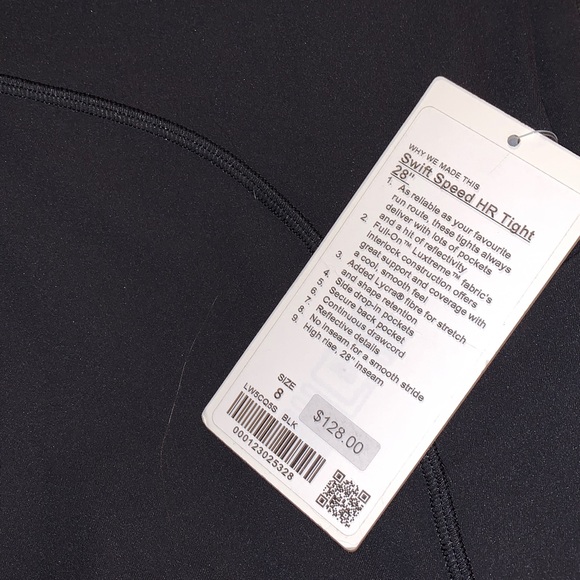 WHY WE MADE THIS
Swift Speed HR Tight
28"
1. As reliable as your favourite
run route, these tights always
deliver with lots of pockets
and a hit of reflectivity
2. Full-On™ Luxtreme™ fabric's
interlock construction offers
great support and coverage with
a cool, smooth feel
3. Added Lycra® fibre for stretch
and shape retention
4. Side drop-in pockets
5. Secure back pocket
6. Continuous drawcord
7. Reflective details
8. No inseam for a smooth stride
9. High rise, 28" inseam
SIZE
8
LW5CQ5S BLK
$128.00
000123025328